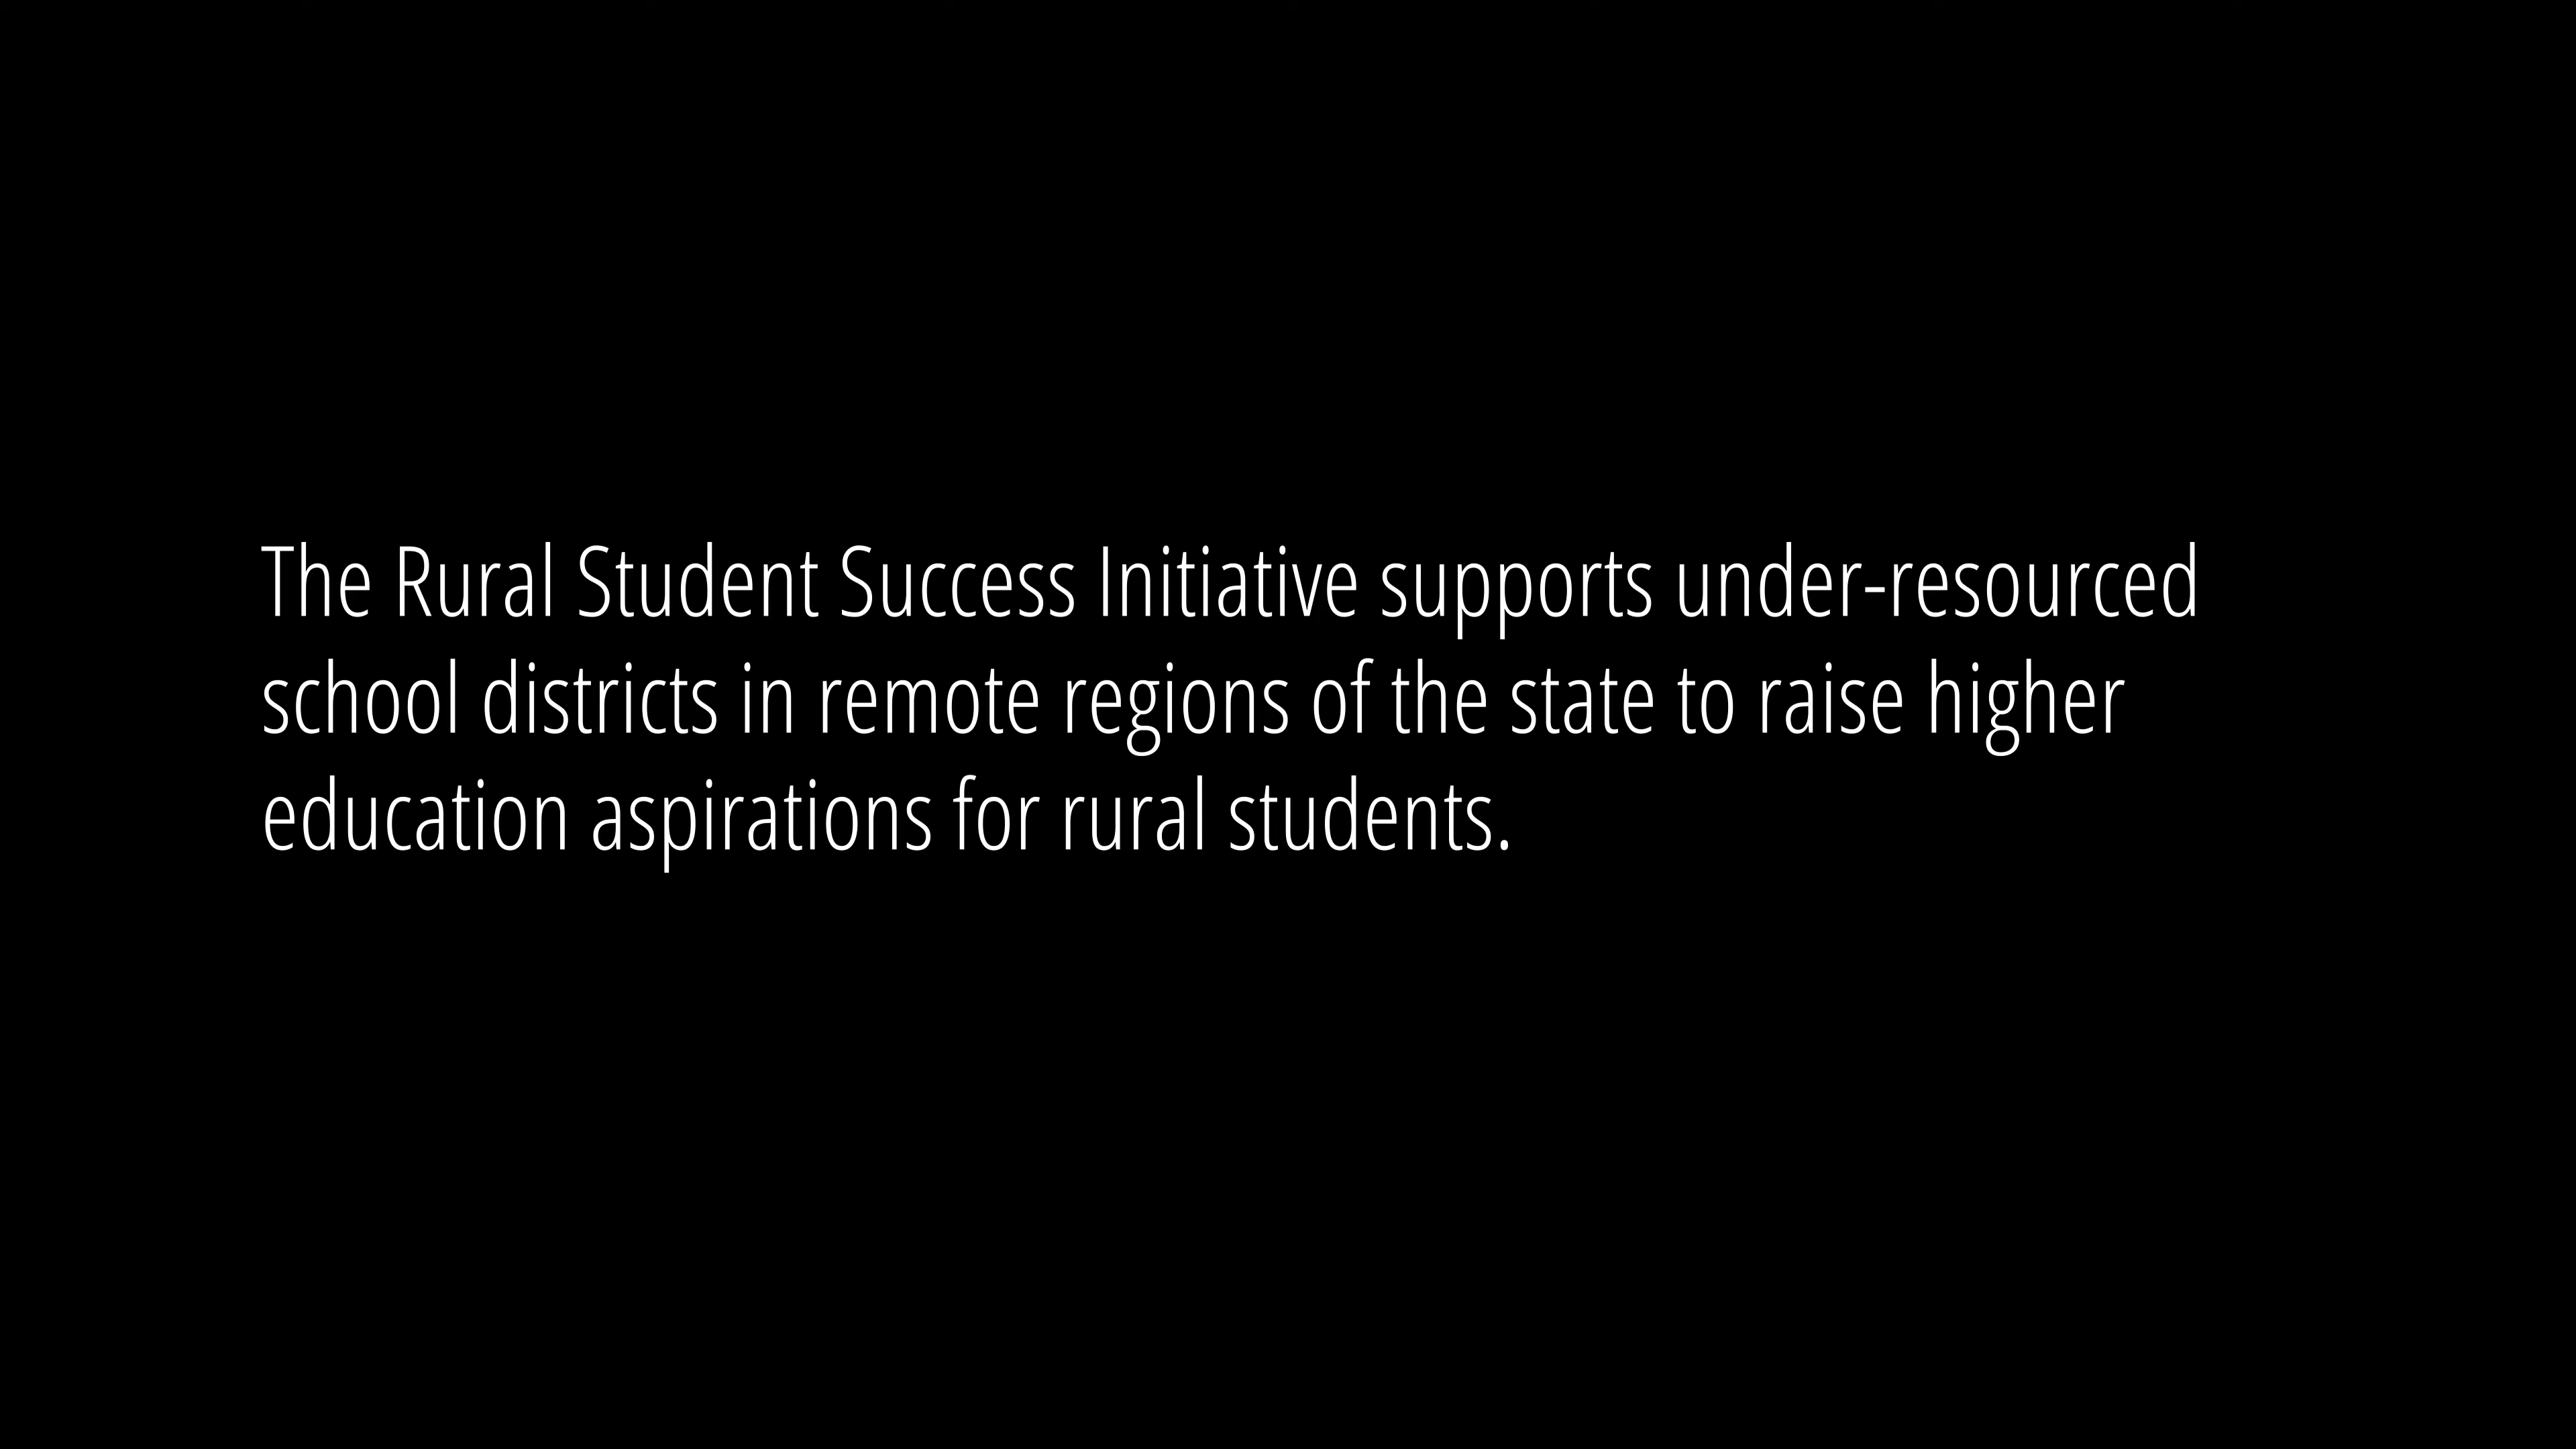 The Rural Student Success Initiative supports under-resourced
school districts in remote regions of the state to raise higher
education aspirations for rural students.